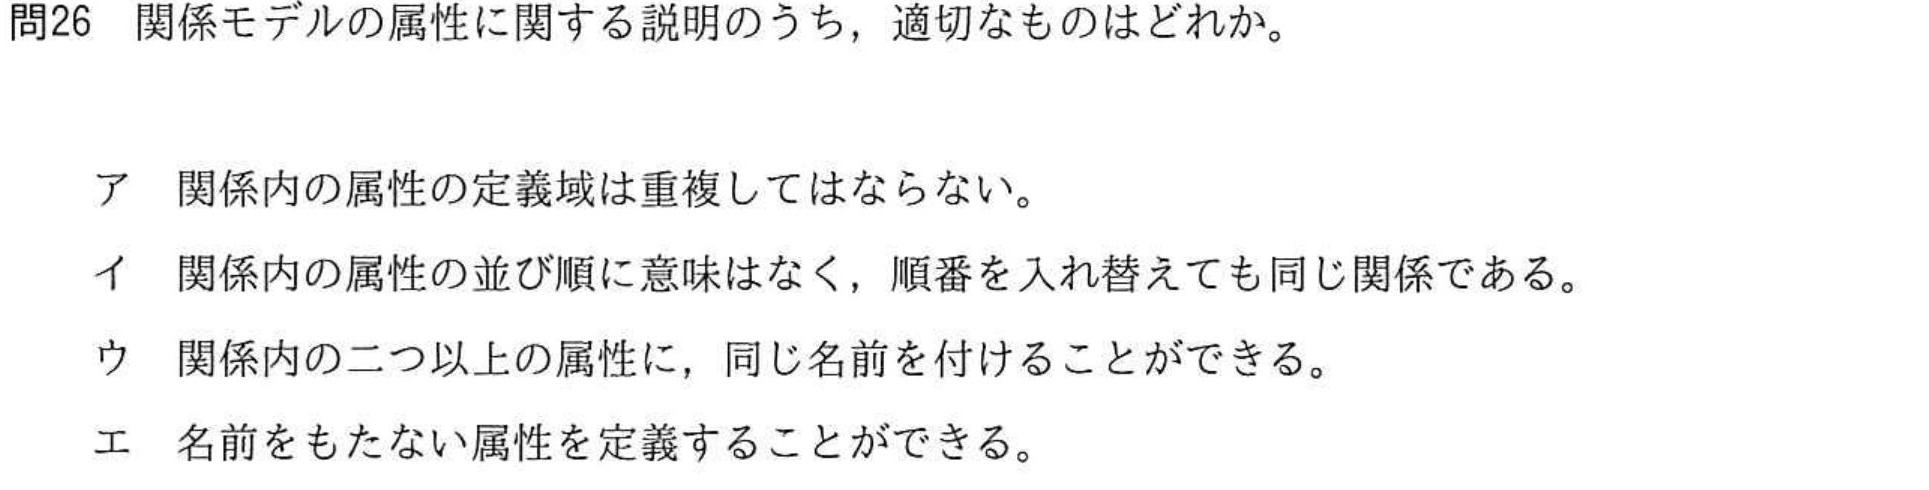 問26　関係モデルの属性に関する説明のうち，適切なものはどれか。
ア　関係内の属性の定義域は重複してはならない。
イ　関係内の属性の並び順に意味はなく，順番を入れ替えても同じ関係である。
ウ　関係内の二つ以上の属性に，同じ名前を付けることができる。
エ　名前をもたない属性を定義することができる。